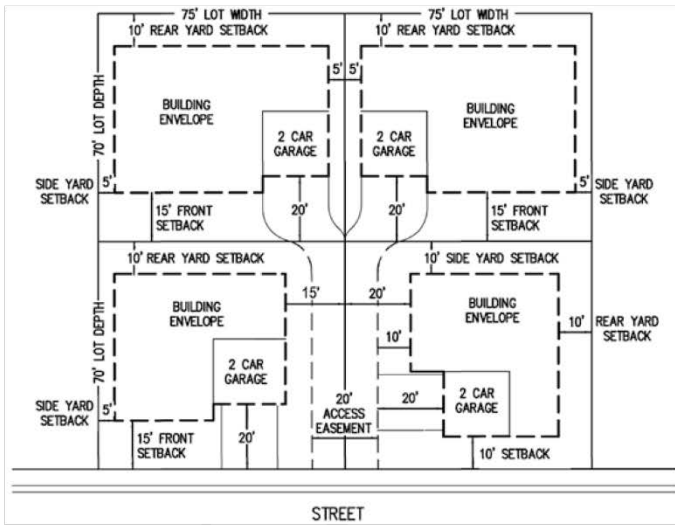 75' LOT WIDTH
75' LOT WIDTH
10' REAR YARD SETBACK
10' REAR YARD SETBACK
5'
5'
BUILDING
ENVELOPE
BUILDING
ENVELOPE
70' LOT DEPTH
2 CAR
GARAGE
2 CAR
GARAGE
SIDE YARD
SETBACK
5'
5'
SIDE YARD
SETBACK
15' FRONT
SETBACK
20'
20'
15' FRONT
SETBACK
10' REAR YARD SETBACK
10' SIDE YARD SETBACK
BUILDING
ENVELOPE
15'
20'
BUILDING
ENVELOPE
70' LOT DEPTH
10'
10'
REAR YARD
SETBACK
2 CAR
GARAGE
2 CAR
GARAGE
SIDE YARD
SETBACK
5'
20'
ACCESS
EASEMENT
20'
15' FRONT
SETBACK
20'
10' SETBACK
STREET